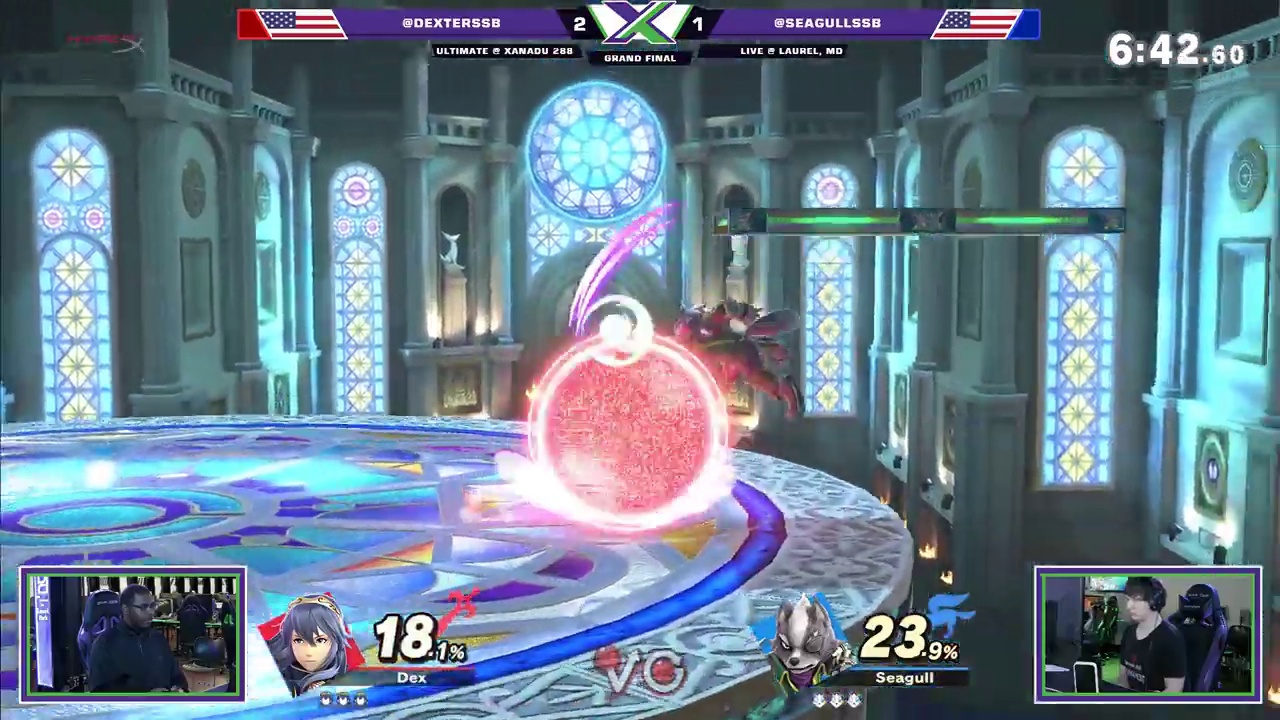 @DEXTERSSB 2 1 @SEAGULLSSB
ULTIMATE @ XANADU 288 GRAND FINAL LIVE @ LAUREL, MD
6:42.60
18.1%
23.9%
Dex
Seagull